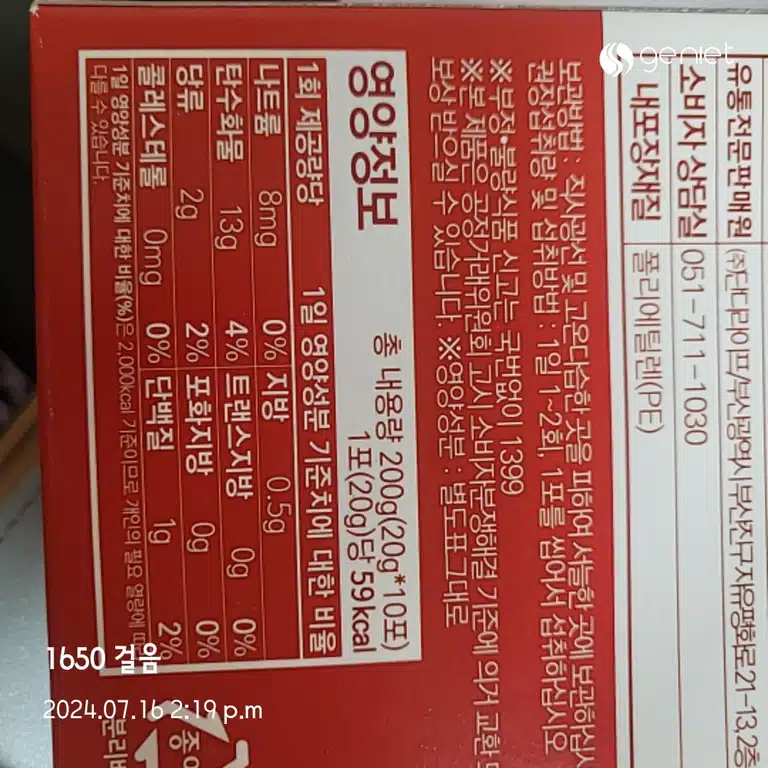 geniet
유통전문판매원 부산광역시 부산진구 자유평화로21-13,2층
소비자 상담실 051-711-1030
내포장재질 폴리에틸렌(PE)
보관방법 : 직사광선 및 고온다습한 곳을 피하여 서늘한 곳에 보관하십시
권장섭취량 및 섭취방법 : 1일 1~2회, 1포를 씹어서 섭취하십시오
※부정•불량식품 신고는 국번없이 1399
※본 제품은 공정거래위원회 고시 소비자분쟁해결 기준에 의거 교환
보상 받으실 수 있습니다. ※영양성분 : 별도표 그대로
영양정보 총 내용량 200g(20g*10포)
1포(20g)당 59kcal
1회 제공량당 1일 영양성분 기준치에 대한 비율
나트륨 8mg 0% 지방 0.5g
탄수화물 13g 4% 트랜스지방 0g 0%
당류 2g 2% 포화지방 0g 0%
콜레스테롤 0mg 0% 단백질 1g 2%
1일 영양성분 기준치에 대한 비율(%)은 2,000kcal 기준이므로 개인의 필요 열량에 따
다를 수 있습니다.
종이
분리배
1650 걸음
2024.07.16 2:19 p.m